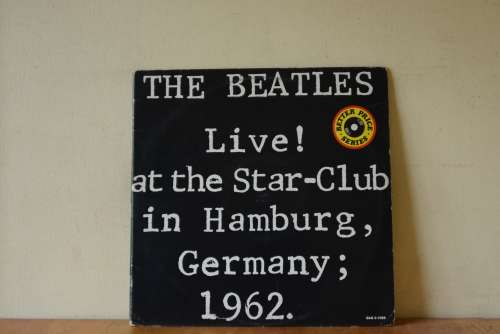 THE BEATLES
BETTER PRICE
SERIES
Live!
at the Star-Club
in Hamburg,
Germany;
1962.